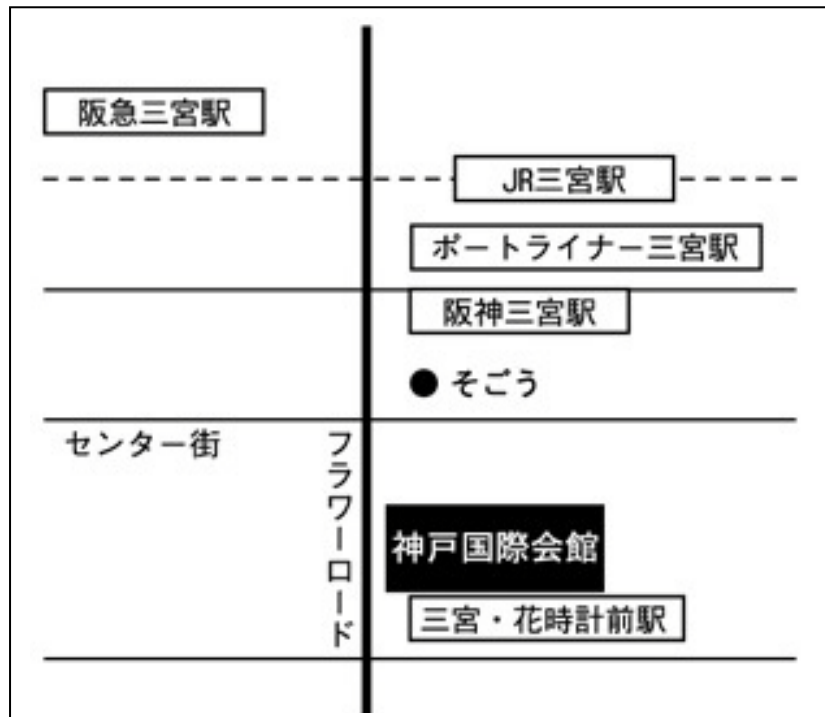 阪急三宮駅
JR三宮駅
ポートライナー三宮駅
阪神三宮駅
そごう
センター街
フラワーロード
神戸国際会館
三宮・花時計前駅